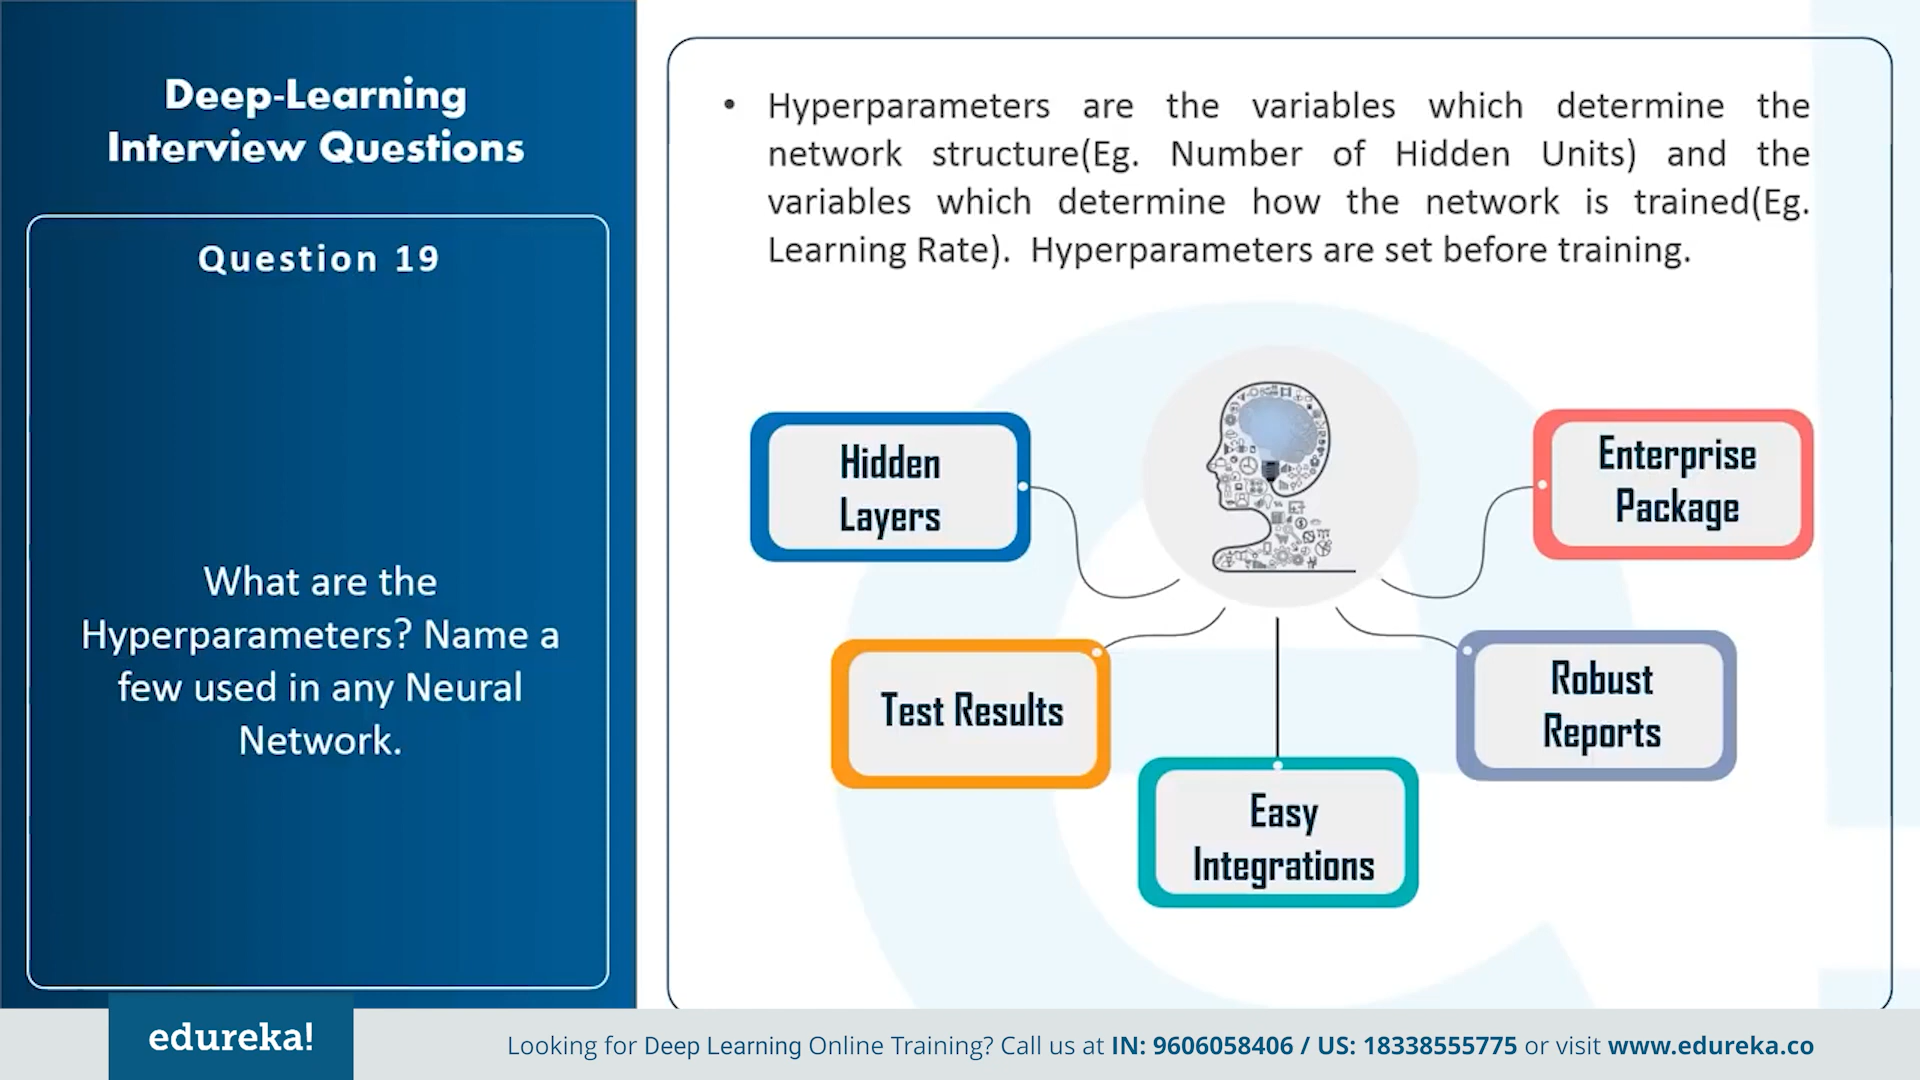 Deep-Learning
Interview Questions
Question 19
What are the
Hyperparameters? Name a
few used in any Neural
Network.
• Hyperparameters are the variables which determine the
network structure(Eg. Number of Hidden Units) and the
variables which determine how the network is trained(Eg.
Learning Rate). Hyperparameters are set before training.
Hidden
Layers
Enterprise
Package
Test Results
Robust
Reports
Easy
Integrations
edureka!
Looking for Deep Learning Online Training? Call us at IN: 9606058406 / US: 18338555775 or visit www.edureka.co